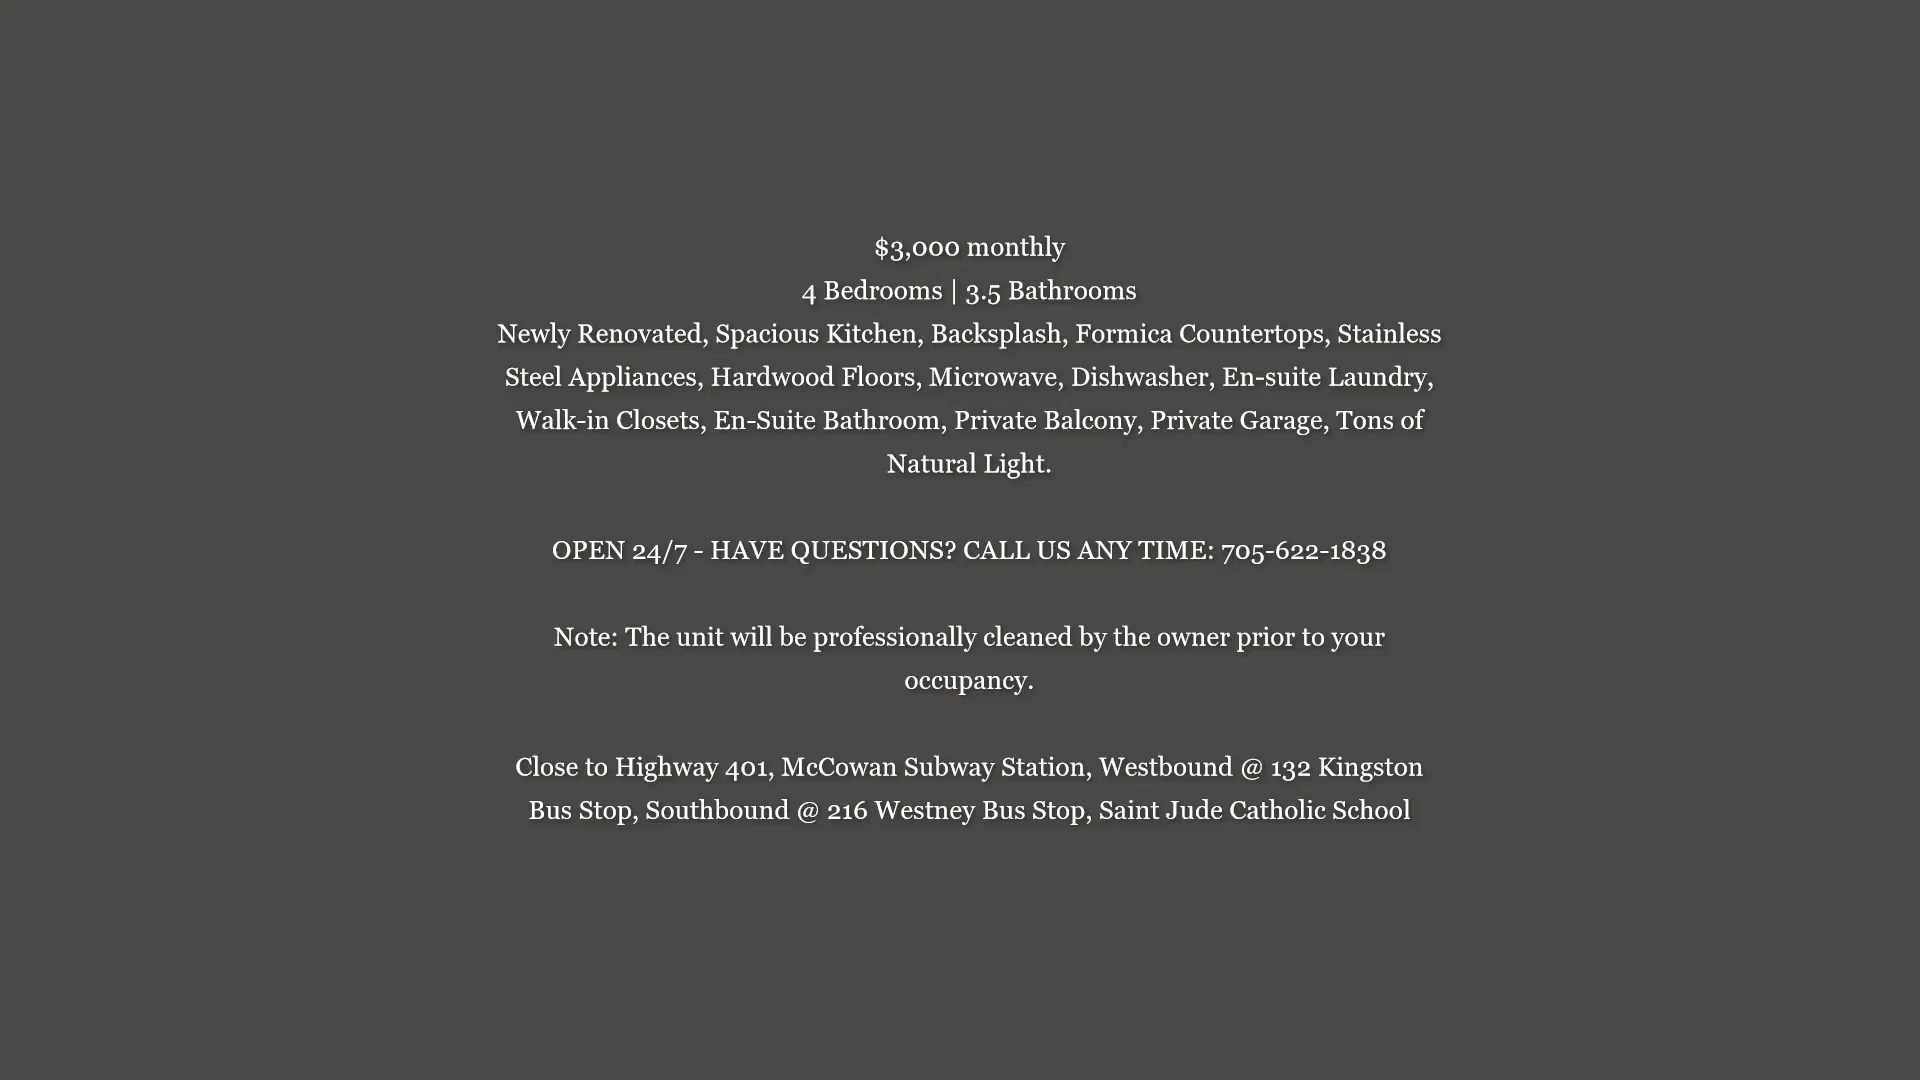 $3,000 monthly
4 Bedrooms | 3.5 Bathrooms
Newly Renovated, Spacious Kitchen, Backsplash, Formica Countertops, Stainless
Steel Appliances, Hardwood Floors, Microwave, Dishwasher, En-suite Laundry,
Walk-in Closets, En-Suite Bathroom, Private Balcony, Private Garage, Tons of
Natural Light.
OPEN 24/7 - HAVE QUESTIONS? CALL US ANY TIME: 705-622-1838
Note: The unit will be professionally cleaned by the owner prior to your
occupancy.
Close to Highway 401, McCowan Subway Station, Westbound @ 132 Kingston
Bus Stop, Southbound @ 216 Westney Bus Stop, Saint Jude Catholic School